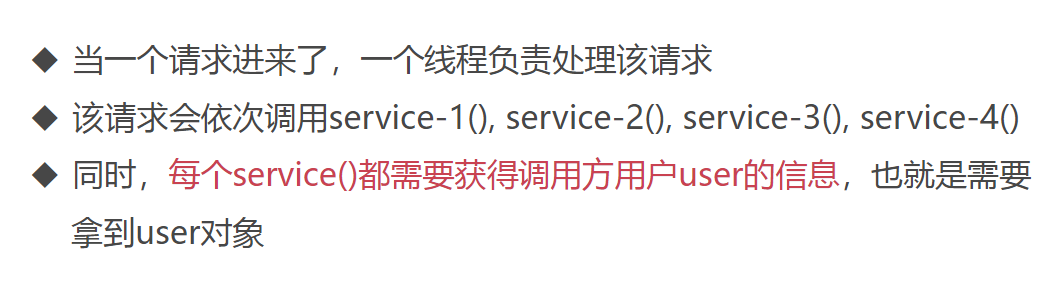 ◆ 当一个请求进来了，一个线程负责处理该请求
◆ 该请求会依次调用service-1(), service-2(), service-3(), service-4()
◆ 同时，每个service()都需要获得调用方用户user的信息，也就是需要
拿到user对象